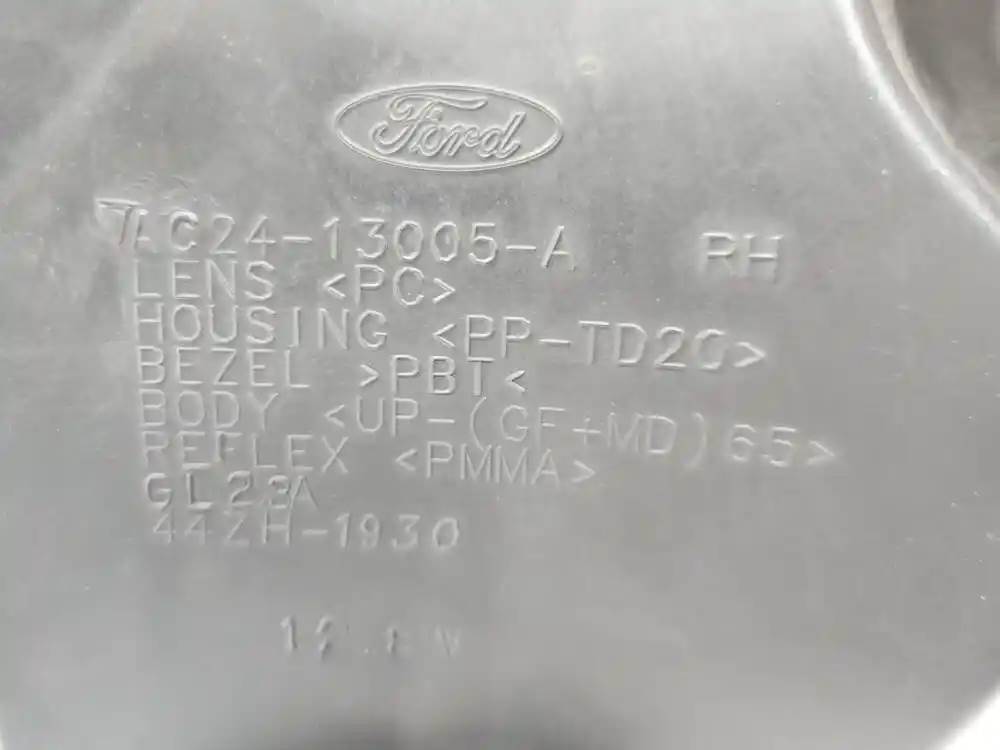 Ford
C24-13005-A RH
LENS <PC>
HOUSING <PP-TD20>
BEZEL >PBT<
BODY <UP-(GF+MD)65>
REFLEX <PMMA>
GL23A
44ZH-1930